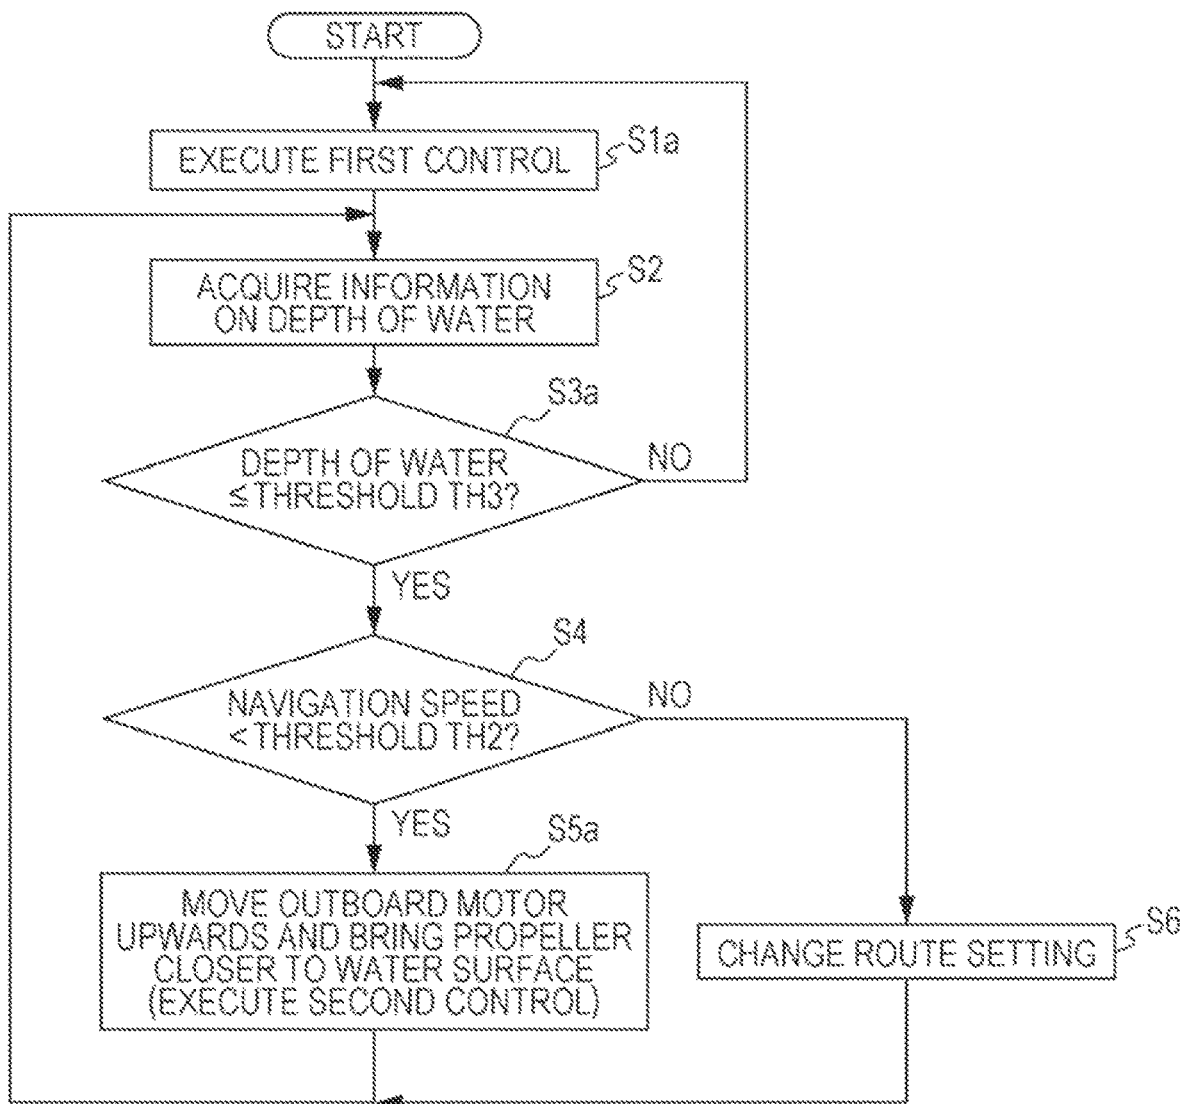 START
EXECUTE FIRST CONTROL
S1a
ACQUIRE INFORMATION
ON DEPTH OF WATER
S2
DEPTH OF WATER
≤ THRESHOLD TH3?
S3a
NO
YES
NAVIGATION SPEED
< THRESHOLD TH2?
S4
NO
YES
MOVE OUTBOARD MOTOR
UPWARDS AND BRING PROPELLER
CLOSER TO WATER SURFACE
(EXECUTE SECOND CONTROL)
S5a
CHANGE ROUTE SETTING
S6